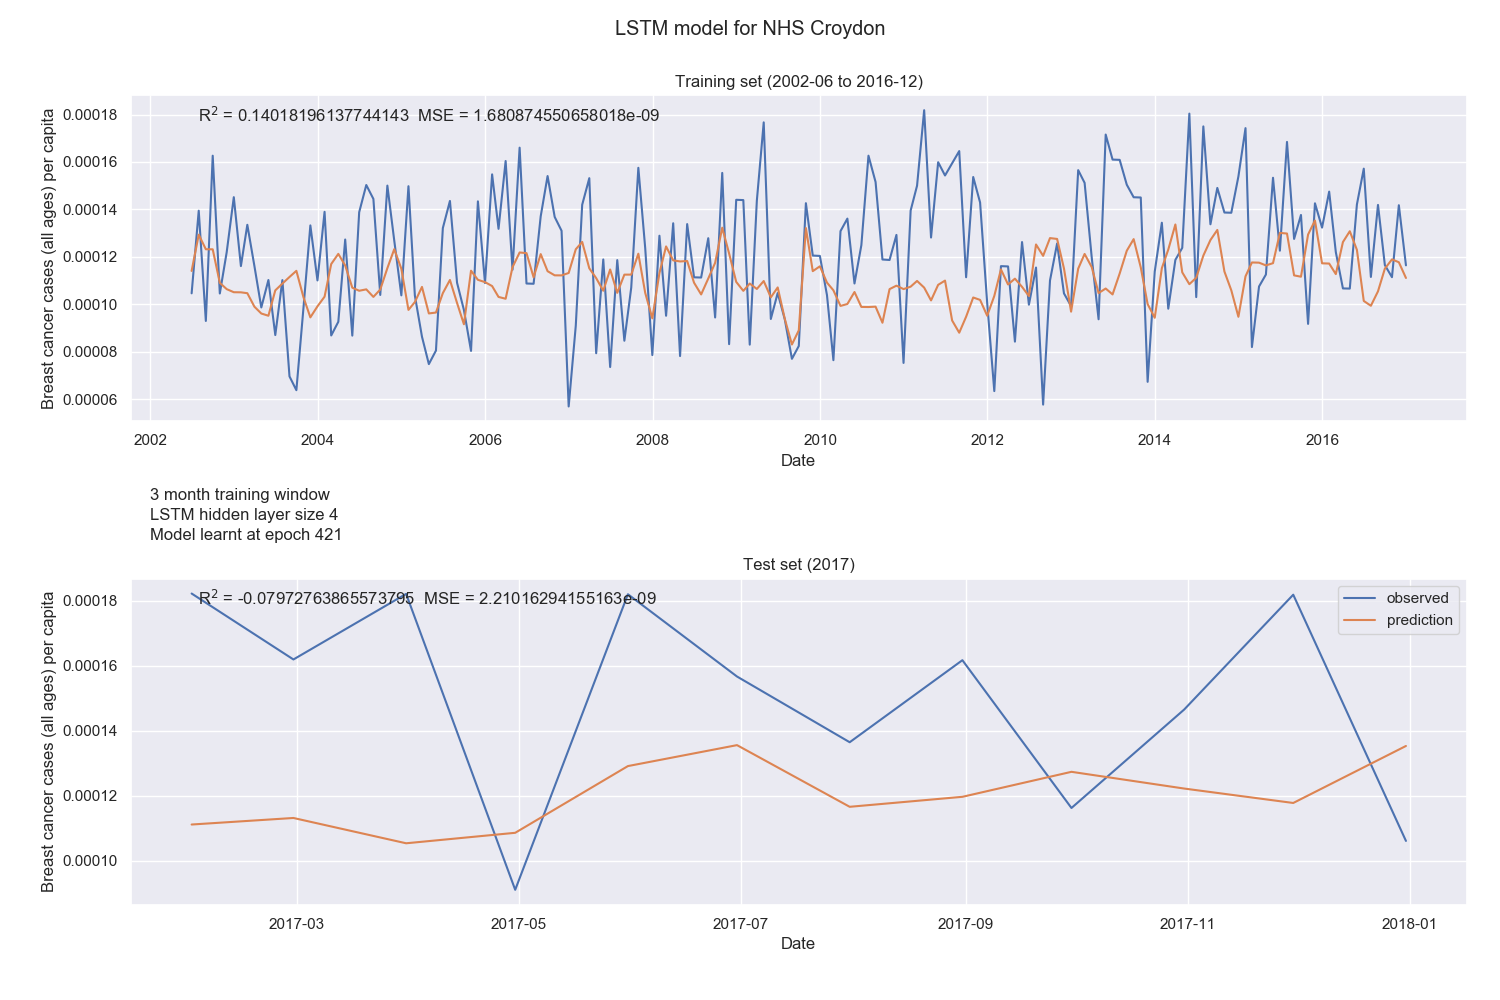 LSTM model for NHS Croydon
Training set (2002-06 to 2016-12)
R² = 0.14018196137744143 MSE = 1.680874550658018e-09
Breast cancer cases (all ages) per capita
0.00018
0.00016
0.00014
0.00012
0.00010
0.00008
0.00006
2002 2004 2006 2008 2010 2012 2014 2016
Date
3 month training window
LSTM hidden layer size 4
Model learnt at epoch 421
Test set (2017)
R² = -0.07972763865573795 MSE = 2.21016294155163e-09
observed
prediction
Breast cancer cases (all ages) per capita
0.00018
0.00016
0.00014
0.00012
0.00010
2017-03 2017-05 2017-07 2017-09 2017-11 2018-01
Date